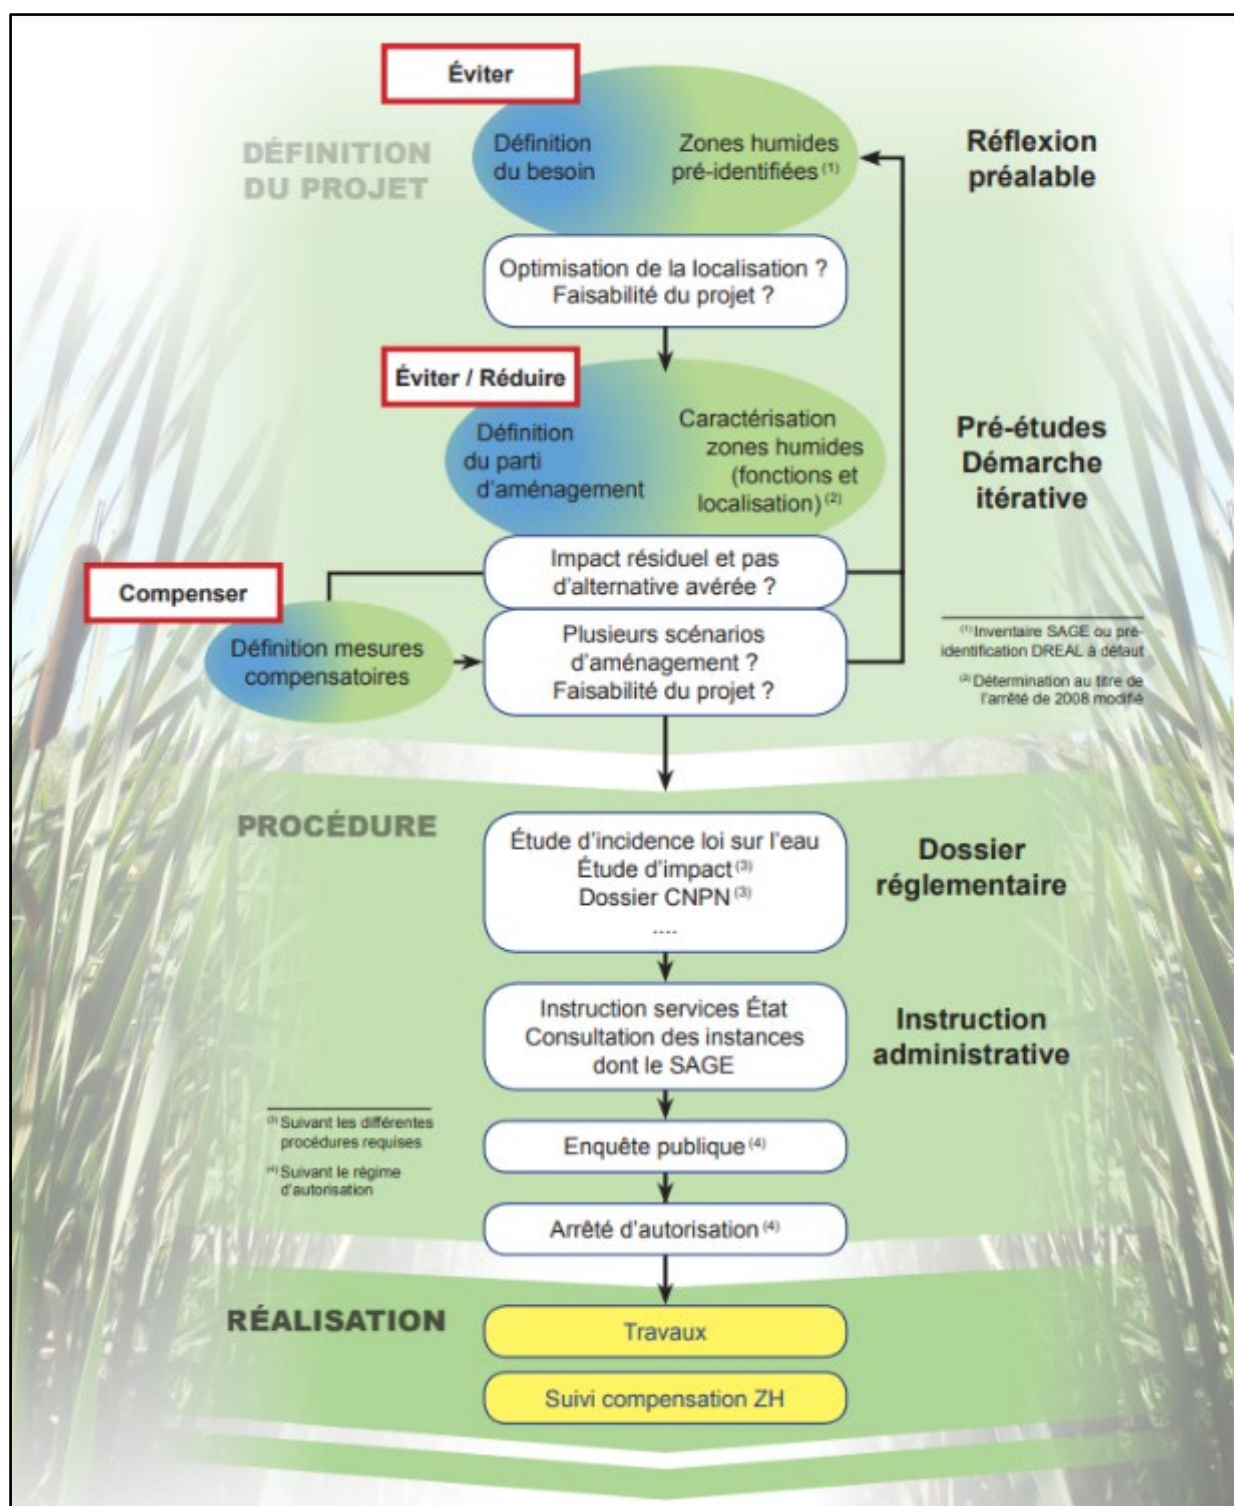 Éviter
DÉFINITION
DU PROJET
Définition
du besoin
Zones humides
pré-identifiées (1)
Réflexion
préalable
Optimisation de la localisation ?
Faisabilité du projet ?
Éviter / Réduire
Définition
du parti
d'aménagement
Caractérisation
zones humides
(fonctions et
localisation) (2)
Pré-études
Démarche
itérative
Impact résiduel et pas
d'alternative avérée ?
Compenser
Définition mesures
compensatoires
Plusieurs scénarios
d'aménagement ?
Faisabilité du projet ?
(1) Inventaire SAGE ou pré-
identification DREAL à défaut
(2) Détermination au titre de
l'arrêté de 2008 modifié
PROCÉDURE
Étude d'incidence loi sur l'eau
Étude d'impact (3)
Dossier CNPN (3)
....
Dossier
réglementaire
Instruction services État
Consultation des instances
dont le SAGE
Instruction
administrative
(3) Suivant les différentes
procédures requises
(4) Suivant le régime
d'autorisation
Enquête publique (4)
Arrêté d'autorisation (4)
RÉALISATION
Travaux
Suivi compensation ZH